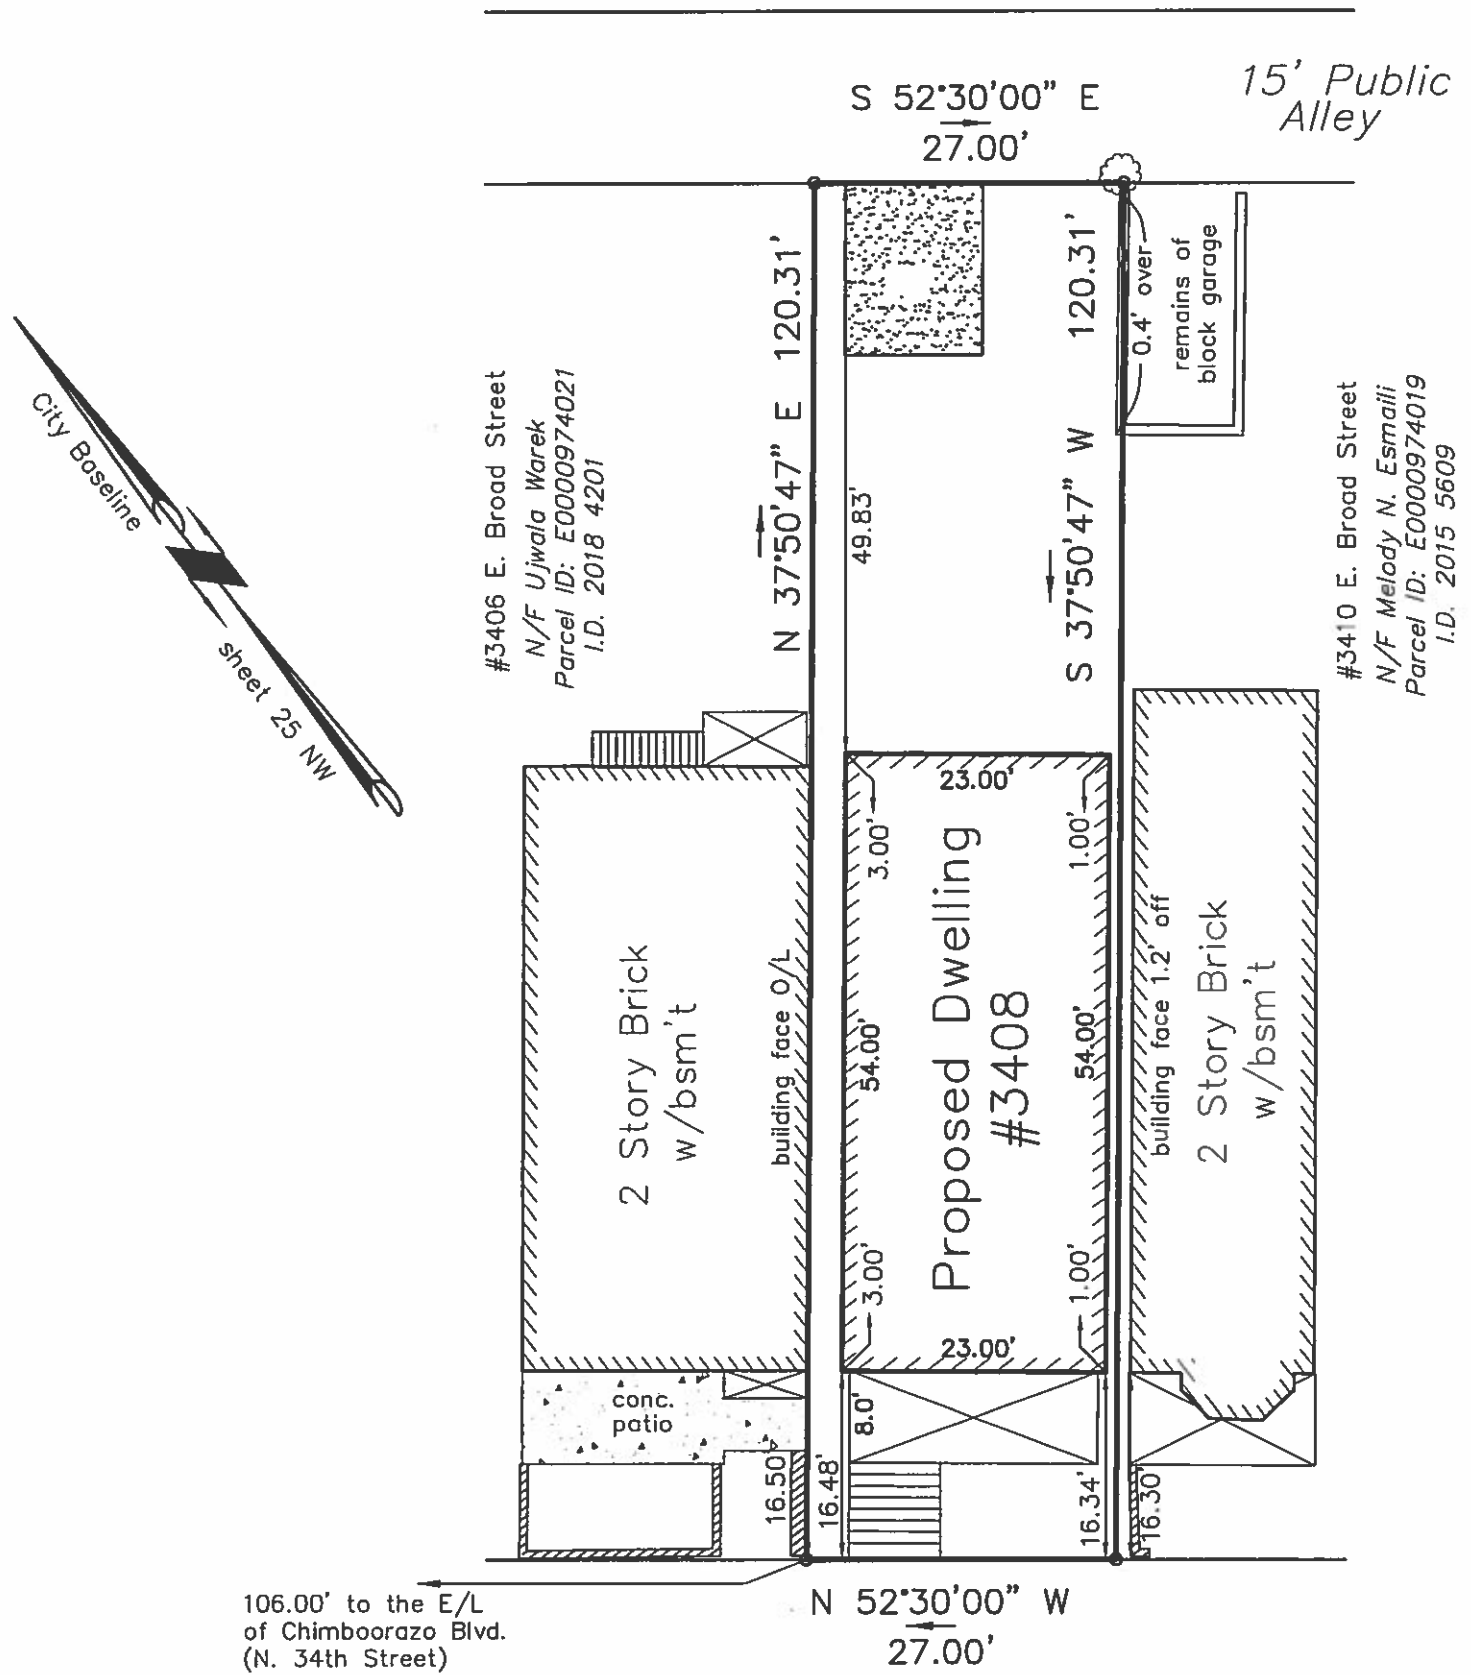 15' Public
Alley
S 52°30'00" E
27.00'
City Baseline
sheet 25 NW
#3406 E. Broad Street
N/F Ujwala Warek
Parcel ID: E0000974021
I.D. 2018 4201
N 37°50'47" E 120.31'
49.83'
S 37°50'47" W 120.31'
0.4' over
remains of
block garage
#3410 E. Broad Street
N/F Melody N. Esmaili
Parcel ID: E0000974019
I.D. 2015 5609
2 Story Brick
w/bsm't
building face O/L
23.00'
3.00'
1.00'
54.00'
Proposed Dwelling
#3408
54.00'
3.00'
1.00'
23.00'
building face 1.2' off
2 Story Brick
w/bsm't
conc.
patio
8.0'
16.50'
16.48'
16.34'
16.30'
106.00' to the E/L
of Chimboorazo Blvd.
(N. 34th Street)
N 52°30'00" W
27.00'